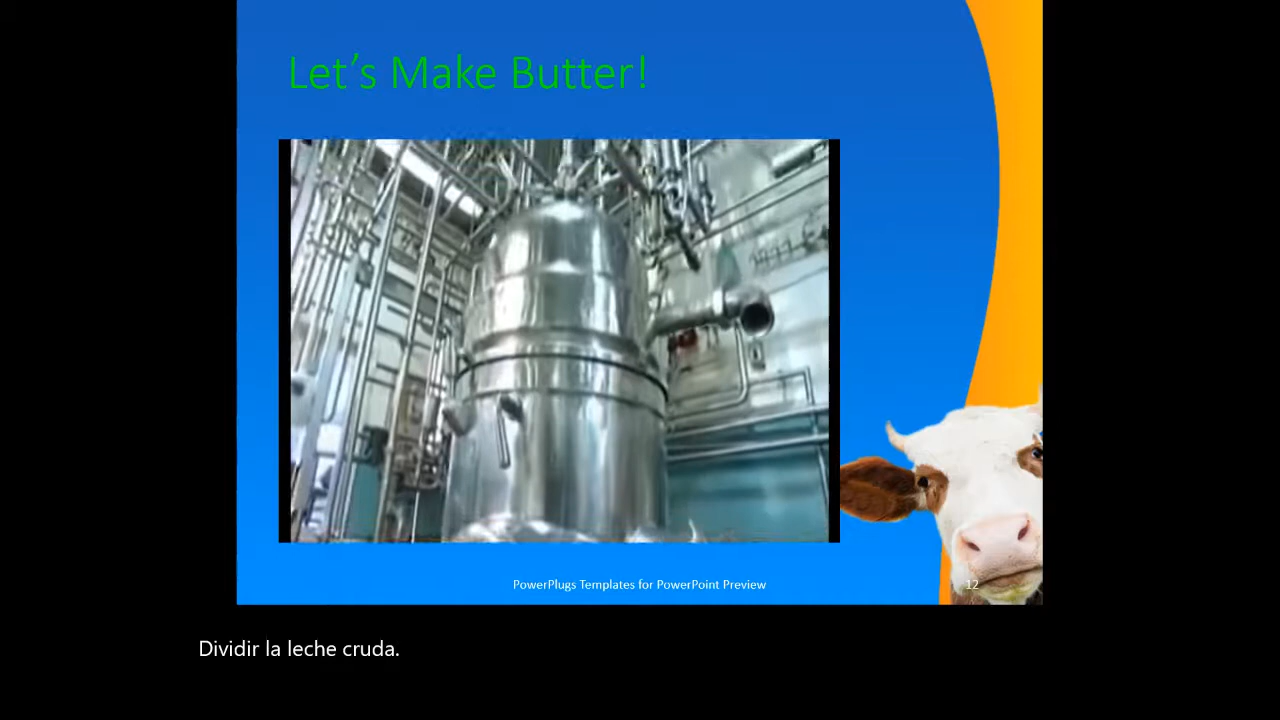 Let's Make Butter!
PowerPlugs Templates for PowerPoint Preview
12
Dividir la leche cruda.